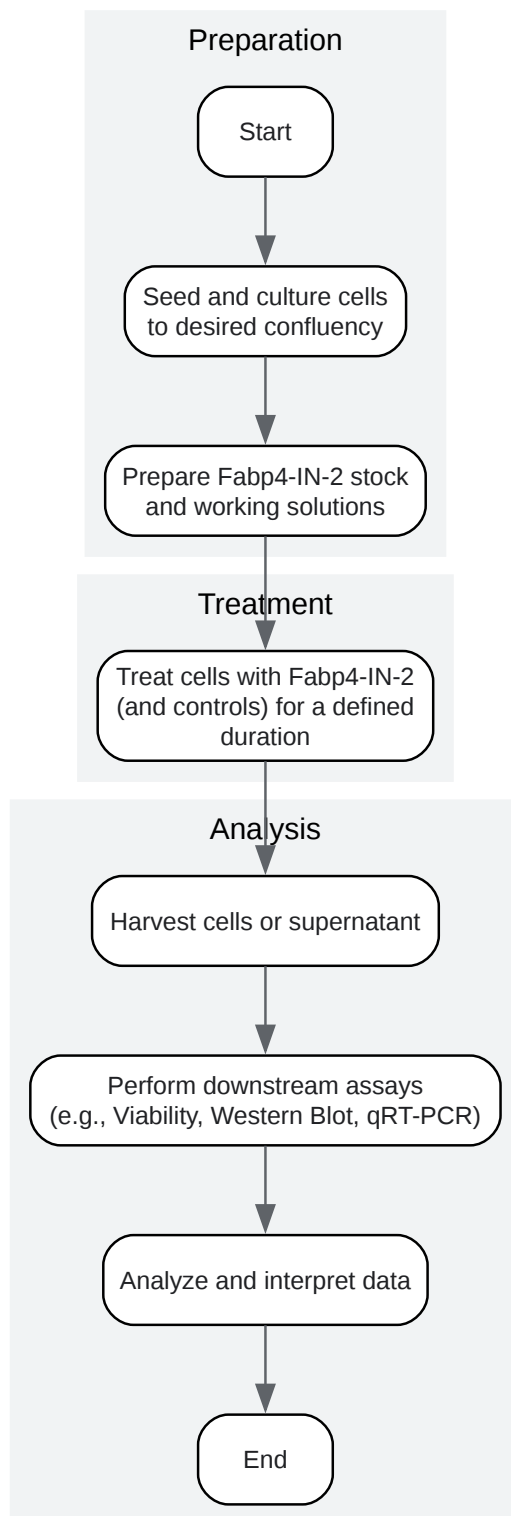 Preparation
Start
Seed and culture cells
to desired confluency
Prepare Fabp4-IN-2 stock
and working solutions
Treatment
Treat cells with Fabp4-IN-2
(and controls) for a defined
duration
Analysis
Harvest cells or supernatant
Perform downstream assays
(e.g., Viability, Western Blot, qRT-PCR)
Analyze and interpret data
End